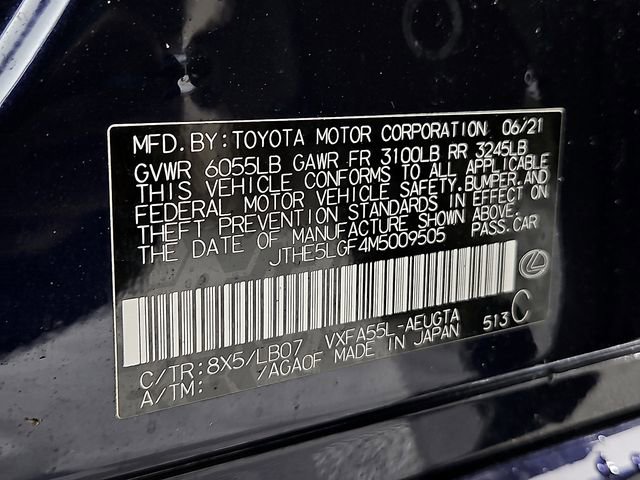 MFD.BY:TOYOTA MOTOR CORPORATION 06/21
GVWR 6055LB GAWR FR 3100LB RR 3245LB
THIS VEHICLE CONFORMS TO ALL APPLICABLE
FEDERAL MOTOR VEHICLE SAFETY,BUMPER,AND
THEFT PREVENTION STANDARDS IN EFFECT ON
THE DATE OF MANUFACTURE SHOWN ABOVE.
JTHE5LGF4M5009505 PASS.CAR
C/TR:8X5/LB07 VXFA55L-AEUGTA 513 C
A/TM: /AGAOF MADE IN JAPAN